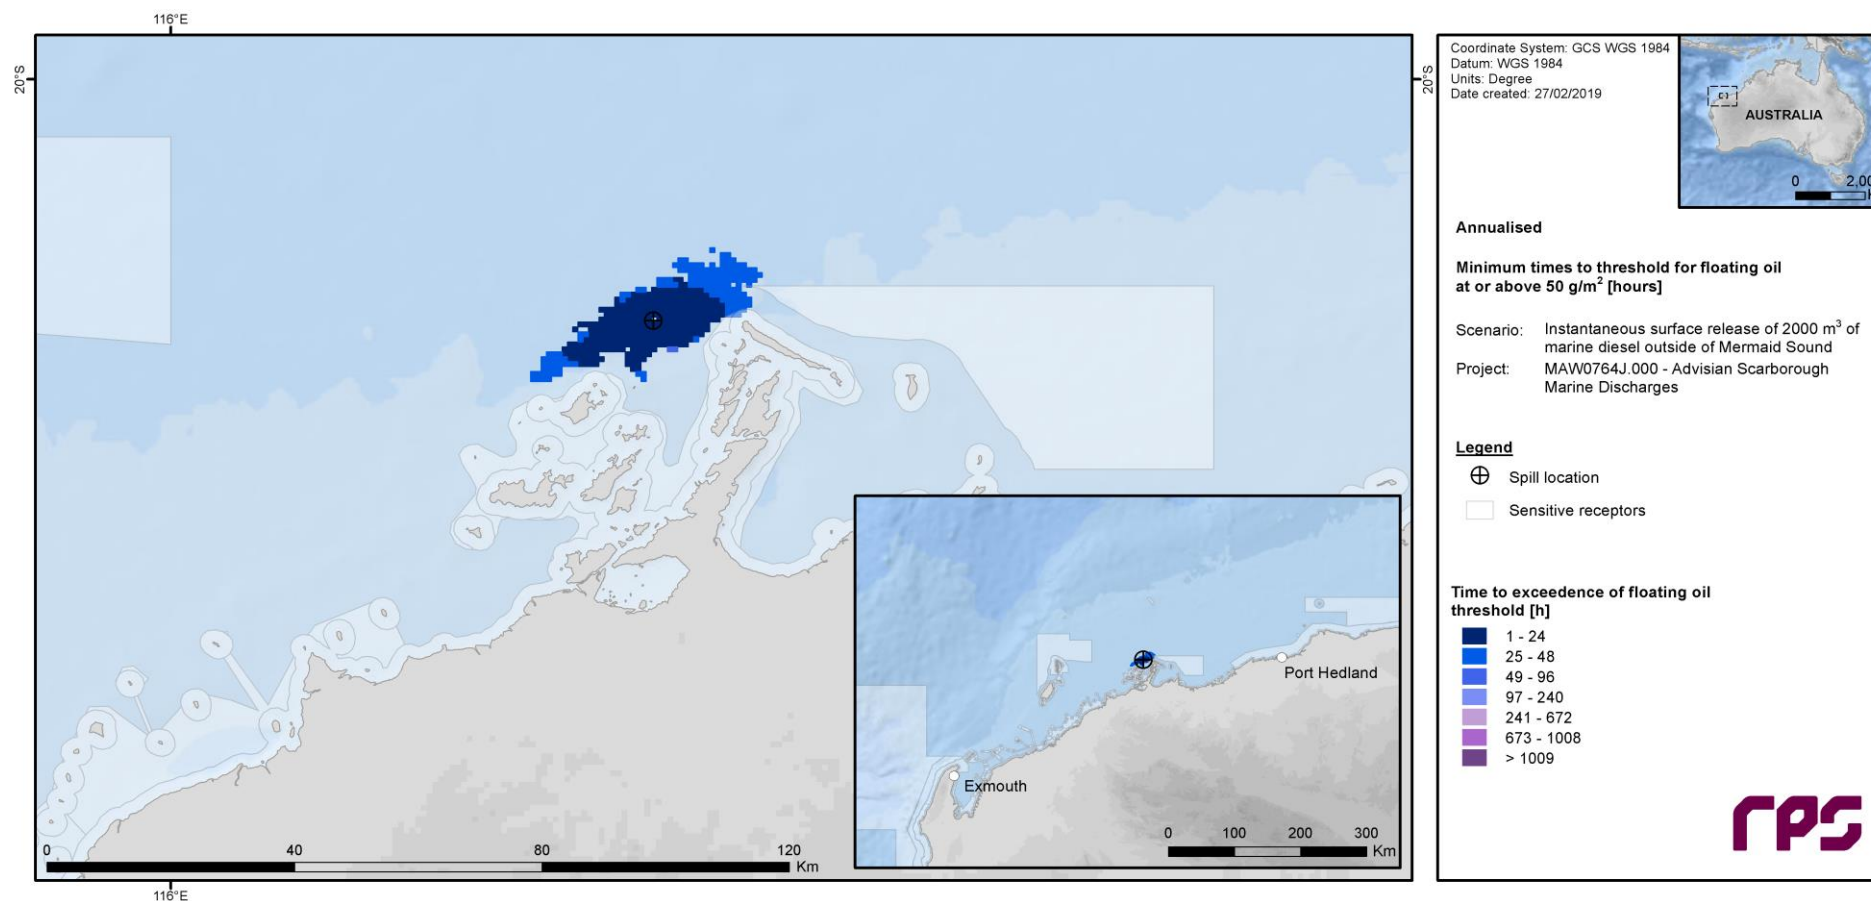 116°E
20°S
20°S
Coordinate System: GCS WGS 1984
Datum: WGS 1984
Units: Degree
Date created: 27/02/2019
AUSTRALIA
0 2,00
Annualised
Minimum times to threshold for floating oil
at or above 50 g/m² [hours]
Scenario: Instantaneous surface release of 2000 m³ of
marine diesel outside of Mermaid Sound
Project: MAW0764J.000 - Advisian Scarborough
Marine Discharges
Legend
Spill location
Sensitive receptors
Time to exceedence of floating oil
threshold [h]
1 - 24
25 - 48
49 - 96
97 - 240
241 - 672
673 - 1008
> 1009
rps
Port Hedland
Exmouth
0 100 200 300
Km
0 40 80 120
Km
116°E